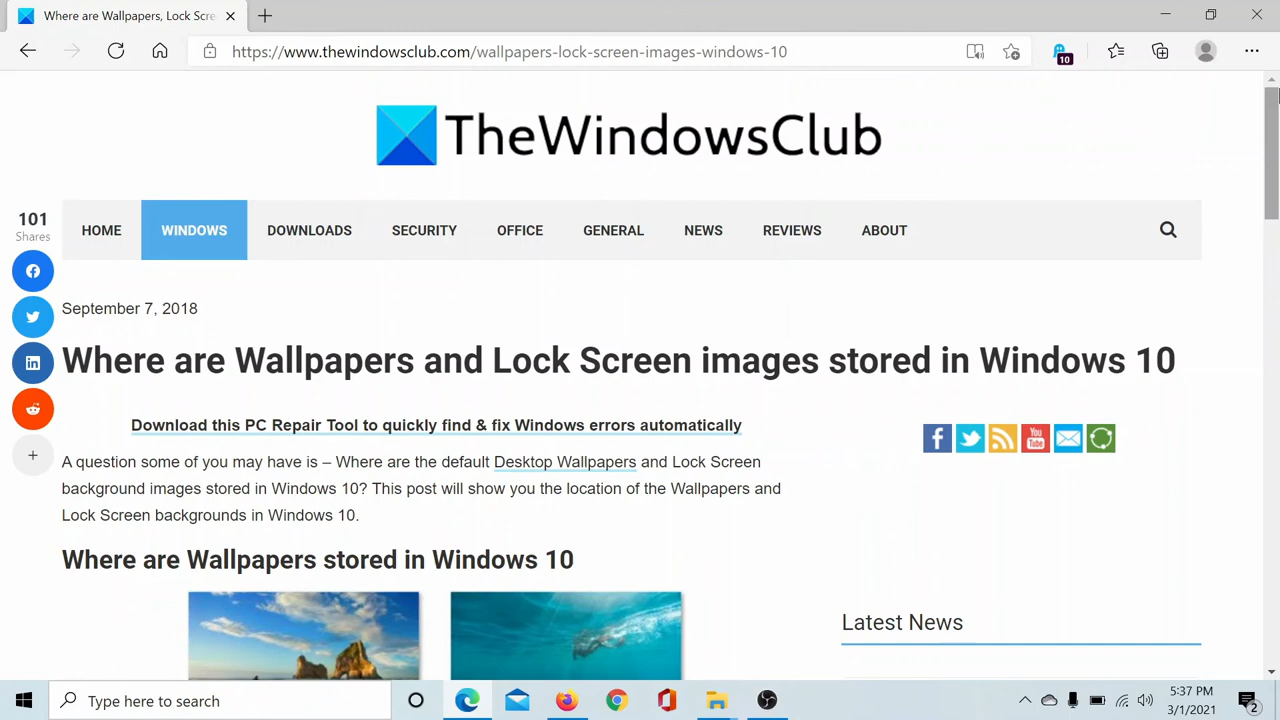 Where are Wallpapers, Lock Scre
https://www.thewindowsclub.com/wallpapers-lock-screen-images-windows-10
10
TheWindowsClub
HOME
WINDOWS
DOWNLOADS
SECURITY
OFFICE
GENERAL
NEWS
REVIEWS
ABOUT
101
Shares
September 7, 2018
Where are Wallpapers and Lock Screen images stored in Windows 10
Download this PC Repair Tool to quickly find & fix Windows errors automatically
A question some of you may have is – Where are the default Desktop Wallpapers and Lock Screen
background images stored in Windows 10? This post will show you the location of the Wallpapers and
Lock Screen backgrounds in Windows 10.
Where are Wallpapers stored in Windows 10
You
Tube
Latest News
Type here to search
5:37 PM
3/1/2021
2